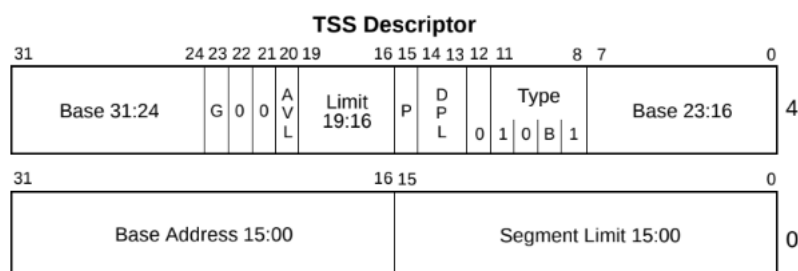 TSS Descriptor
31 24 23 22 21 20 19 16 15 14 13 12 11 8 7 0
Base 31:24 G 0 0 AVL Limit 19:16 P DPL 0 Type 1 0 B 1 Base 23:16 4
31 16 15 0
Base Address 15:00 Segment Limit 15:00 0